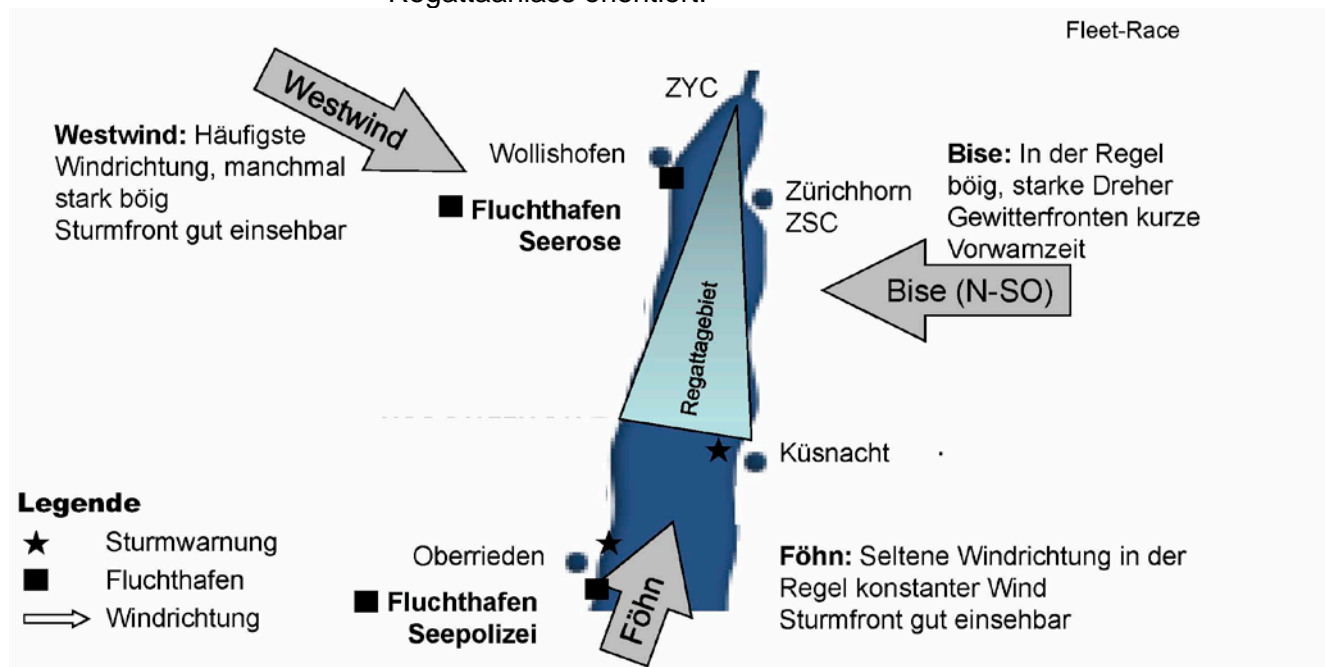 Regattaanlass orientiert.
Fleet-Race
Westwind
ZYC
Westwind: Häufigste
Windrichtung, manchmal
stark böig
Sturmfront gut einsehbar
Wollishofen
Fluchthafen
Seerose
Zürichhorn
ZSC
Bise: In der Regel
böig, starke Dreher
Gewitterfronten kurze
Vorwarnzeit
Bise (N-SO)
Regattagebiet
Küsnacht
Legende
Sturmwarnung
Fluchthafen
Windrichtung
Oberrieden
Fluchthafen
Seepolizei
Föhn
Föhn: Seltene Windrichtung in der
Regel konstanter Wind
Sturmfront gut einsehbar